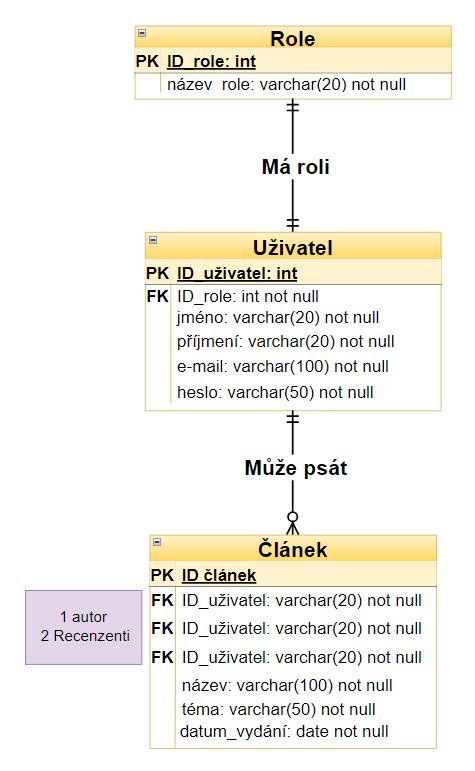 Role
PK ID_role: int
název_role: varchar(20) not null
Má roli
Uživatel
PK ID_uživatel: int
FK ID_role: int not null
jméno: varchar(20) not null
příjmení: varchar(20) not null
e-mail: varchar(100) not null
heslo: varchar(50) not null
Může psát
Článek
PK ID článek
FK ID_uživatel: varchar(20) not null
1 autor
2 Recenzenti
FK ID_uživatel: varchar(20) not null
FK ID_uživatel: varchar(20) not null
název: varchar(100) not null
téma: varchar(50) not null
datum_vydání: date not null